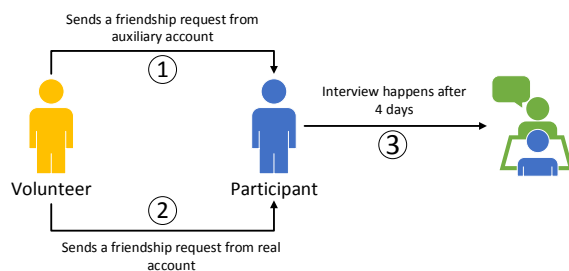 Sends a friendship request from
auxiliary account
1
Interview happens after
4 days
3
Volunteer
Participant
2
Sends a friendship request from real
account